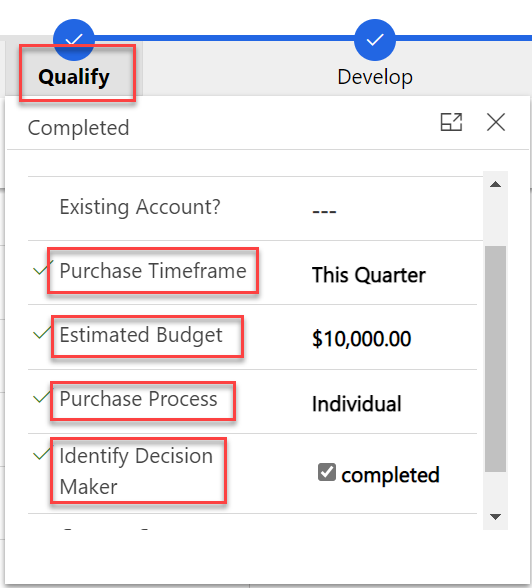 Qualify
Develop
Completed
Existing Account?
---
Purchase Timeframe
This Quarter
Estimated Budget
$10,000.00
Purchase Process
Individual
Identify Decision
Maker
completed